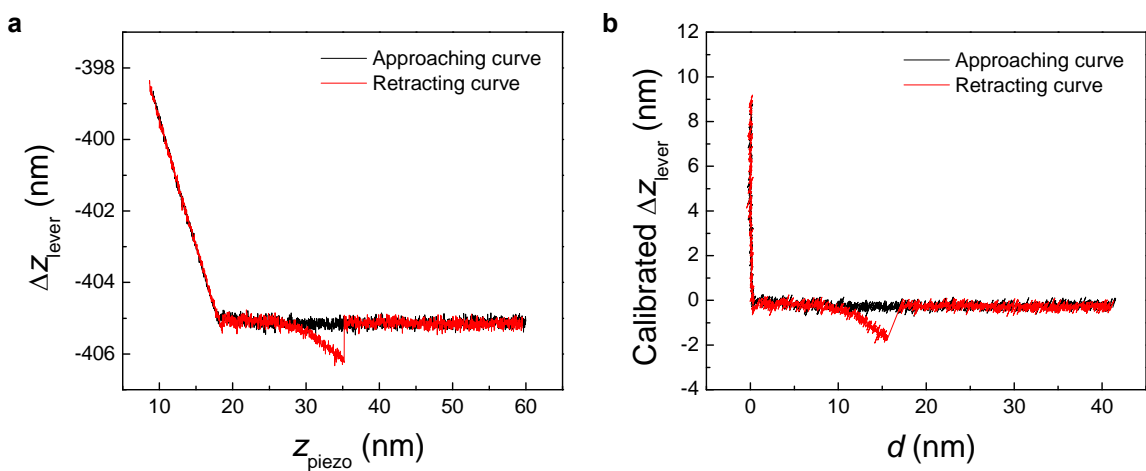 a
Approaching curve
Retracting curve
-398
-400
-402
-404
-406
Δz_lever (nm)
10 20 30 40 50 60
z_piezo (nm)
b
Approaching curve
Retracting curve
12
10
8
6
4
2
0
-2
-4
Calibrated Δz_lever (nm)
0 10 20 30 40
d (nm)